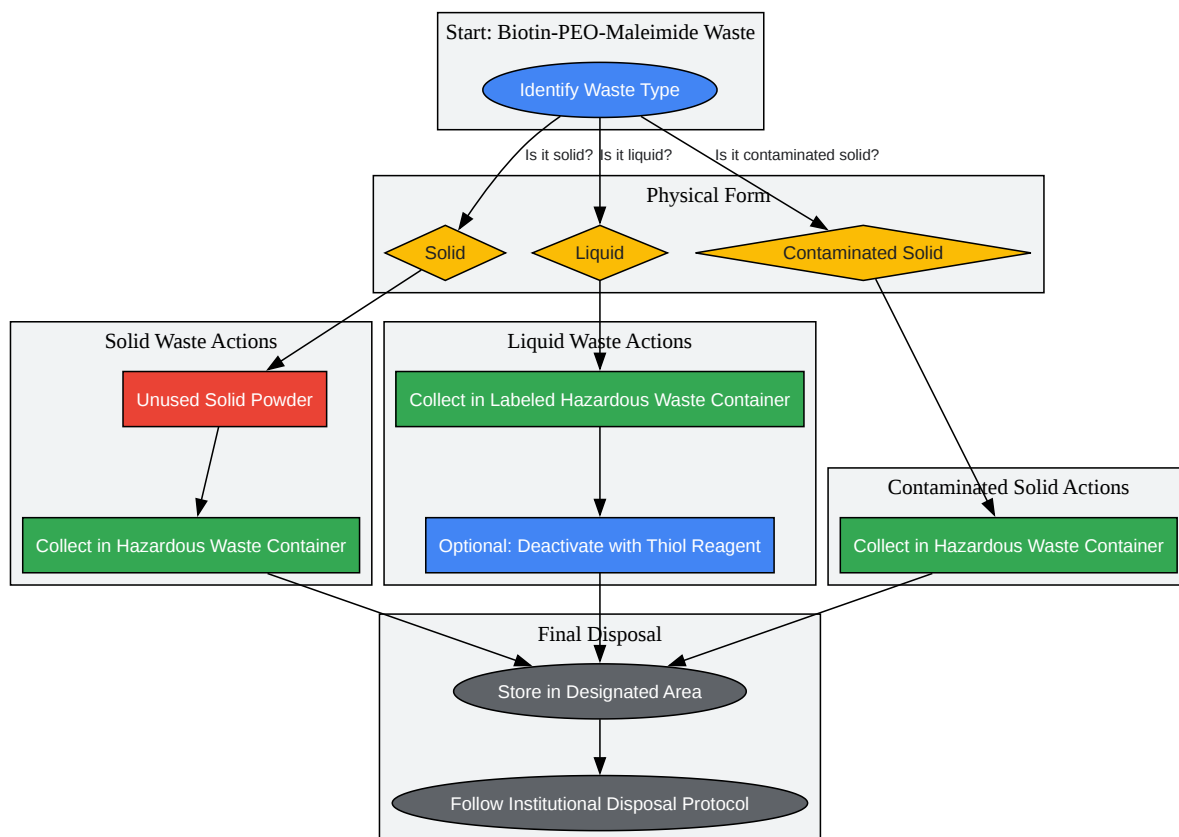 Start: Biotin-PEO-Maleimide Waste
Identify Waste Type
Is it solid?
Is it liquid?
Is it contaminated solid?
Physical Form
Solid
Liquid
Contaminated Solid
Solid Waste Actions
Liquid Waste Actions
Unused Solid Powder
Collect in Labeled Hazardous Waste Container
Contaminated Solid Actions
Collect in Hazardous Waste Container
Optional: Deactivate with Thiol Reagent
Collect in Hazardous Waste Container
Final Disposal
Store in Designated Area
Follow Institutional Disposal Protocol